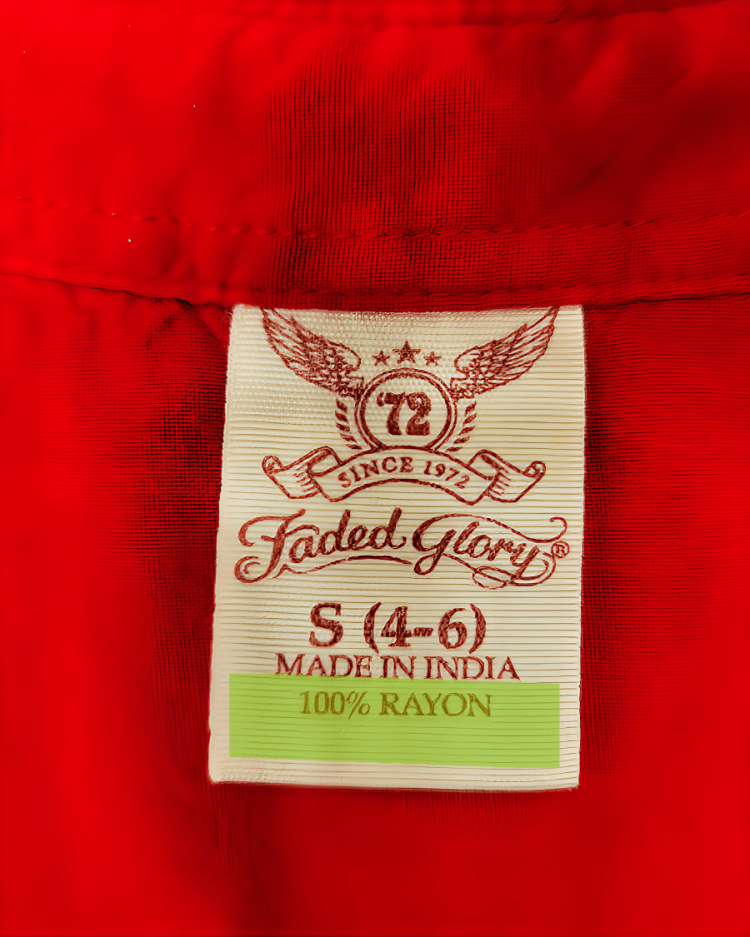 '72
SINCE 1972
Faded Glory®
S (4-6)
MADE IN INDIA
100% RAYON